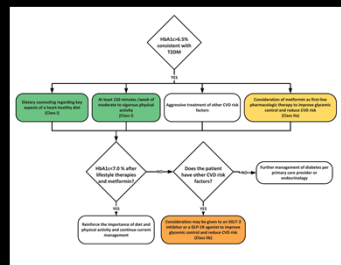 HbA1c>6.5%
consistent with
T2DM
YES
Dietary counseling regarding key
aspects of a heart healthy diet
(Class I)
At least 150 minutes /week of
moderate to vigorous physical
activity
(Class I)
Aggressive treatment of other CVD risk
factors
Consideration of metformin as first-line
pharmacologic therapy to improve glycemic
control and reduce CVD risk
(Class IIa)
HbA1c<7.0 % after
lifestyle therapies
and metformin?
NO
Does the patient
have other CVD risk
factors?
NO
Further management of diabetes per
primary care provider or
endocrinology
YES
YES
Reinforce the importance of diet and
physical activity and continue current
management
Consideration may be given to an SGLT-2
inhibitor or a GLP-1R agonist to improve
glycemic control and reduce CVD risk
(Class IIb)